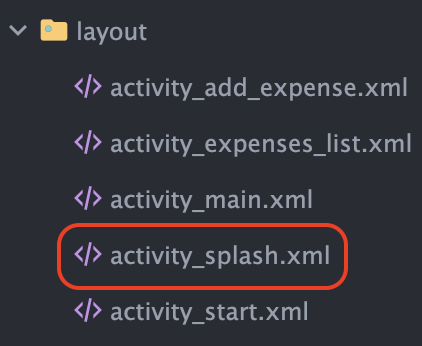 layout
activity_add_expense.xml
activity_expenses_list.xml
activity_main.xml
activity_splash.xml
activity_start.xml